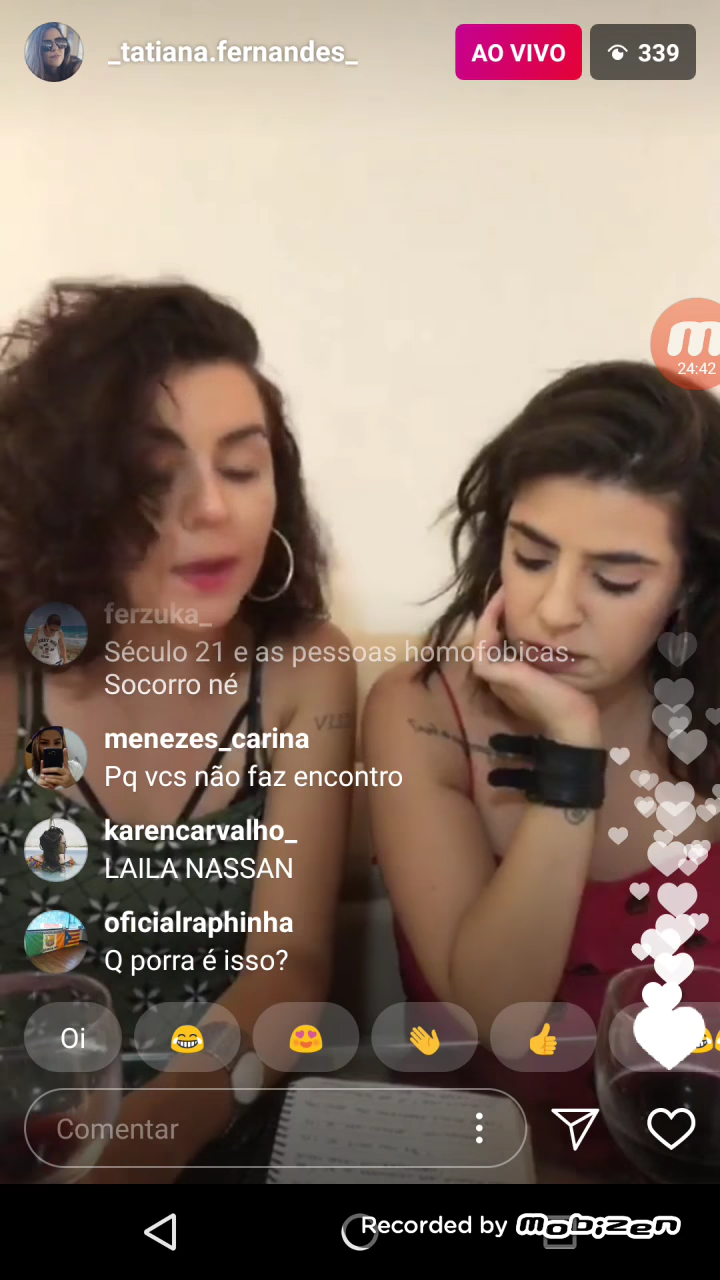 _tatiana.fernandes_
AO VIVO
339
m
24:42
ferzuka_
Século 21 e as pessoas homofobicas.
Socorro né
menezes_carina
Pq vcs não faz encontro
karencarvalho_
LAILA NASSAN
oficialraphinha
Q porra é isso?
Oi
Comentar
Recorded by mobizen